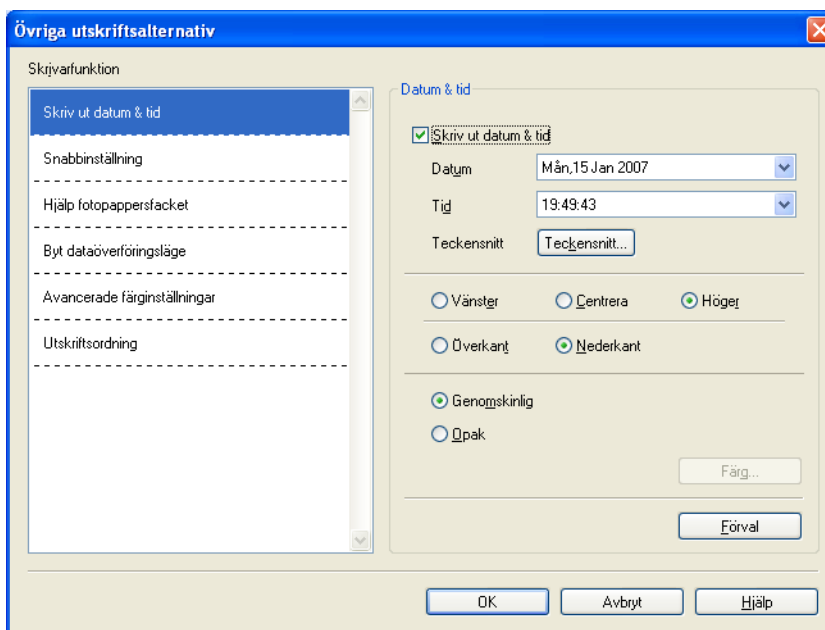 Övriga utskriftsalternativ
Skrivarfunktion
Skriv ut datum & tid
Snabbinställning
Hjälp fotopappersfacket
Byt dataöverföringsläge
Avancerade färginställningar
Utskriftsordning
Datum & tid
Skriv ut datum & tid
Datum Mån,15 Jan 2007
Tid 19:49:43
Teckensnitt Teckensnitt...
Vänster Centrera Höger
Överkant Nederkant
Genomskinlig
Opak
Färg...
Förval
OK Avbryt Hjälp